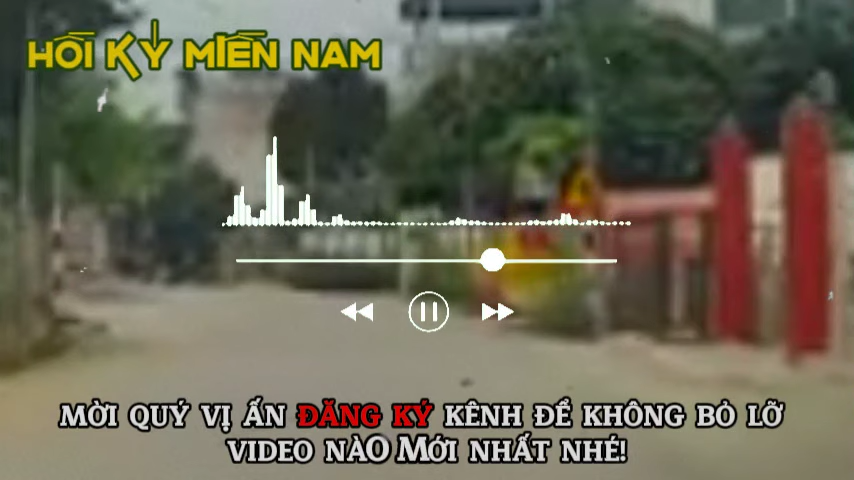 HỒI KÝ MIỀN NAM
MỜI QUÝ VỊ ẤN ĐĂNG KÝ KÊNH ĐỂ KHÔNG BỎ LỠ
VIDEO NÀO MỚI NHẤT NHÉ!